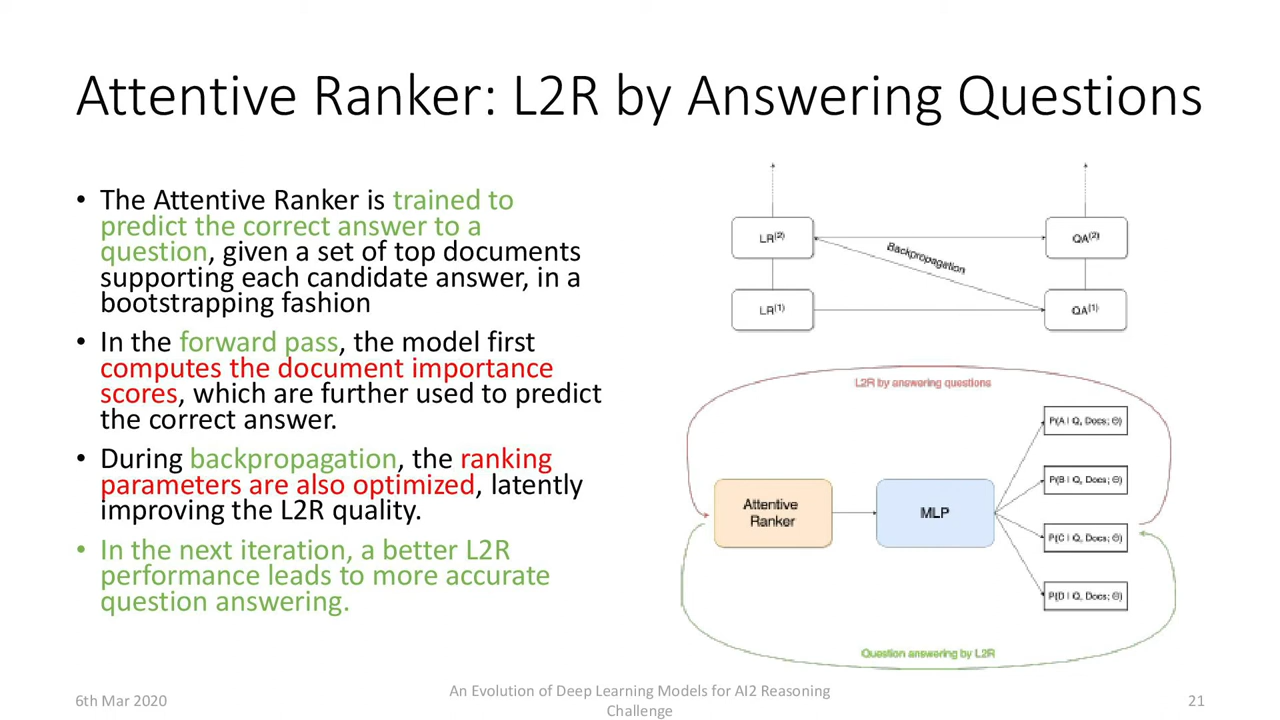 Attentive Ranker: L2R by Answering Questions
• The Attentive Ranker is trained to
predict the correct answer to a
question, given a set of top documents
supporting each candidate answer, in a
bootstrapping fashion
• In the forward pass, the model first
computes the document importance
scores, which are further used to predict
the correct answer.
• During backpropagation, the ranking
parameters are also optimized, latently
improving the L2R quality.
• In the next iteration, a better L2R
performance leads to more accurate
question answering.
LR(2)
QA(2)
Backpropagation
LR(1)
QA(1)
L2R by answering questions
P(A | Q, Docs; Θ)
P(B | Q, Docs; Θ)
Attentive
Ranker
MLP
P(C | Q, Docs; Θ)
P(D | Q, Docs; Θ)
Question answering by L2R
6th Mar 2020
An Evolution of Deep Learning Models for AI2 Reasoning
Challenge
21